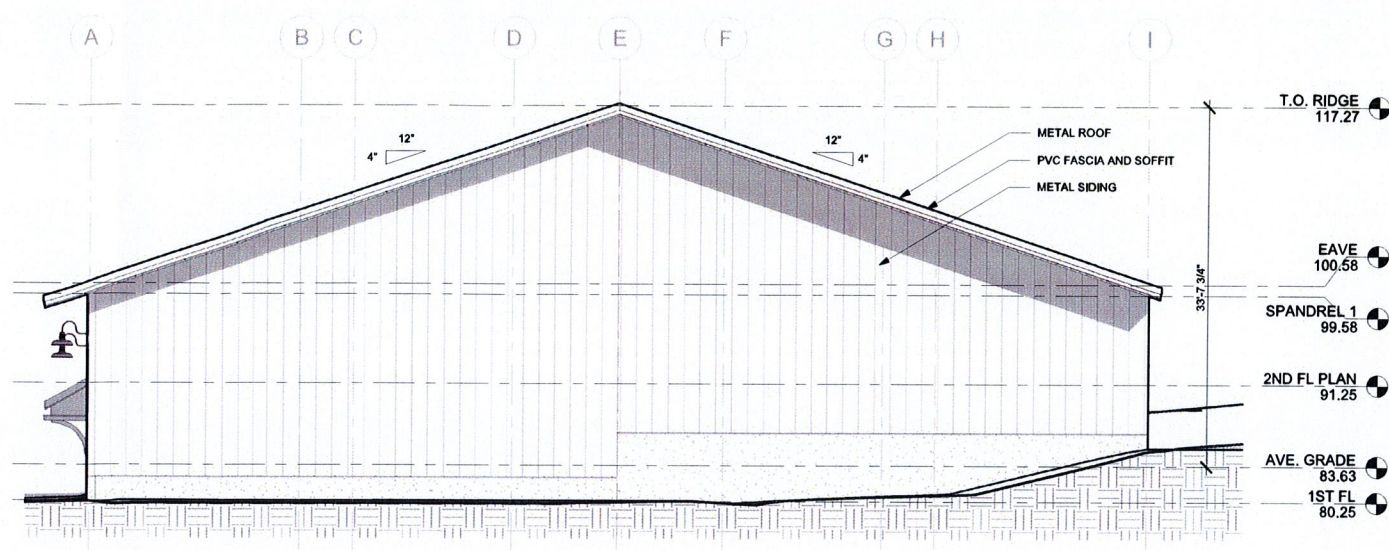 A B C D E F G H I
T.O. RIDGE
117.27
12"
4"
12"
4"
METAL ROOF
PVC FASCIA AND SOFFIT
METAL SIDING
EAVE
100.58
33'-7 3/4"
SPANDREL 1
99.58
2ND FL PLAN
91.25
AVE. GRADE
83.63
1ST FL
80.25